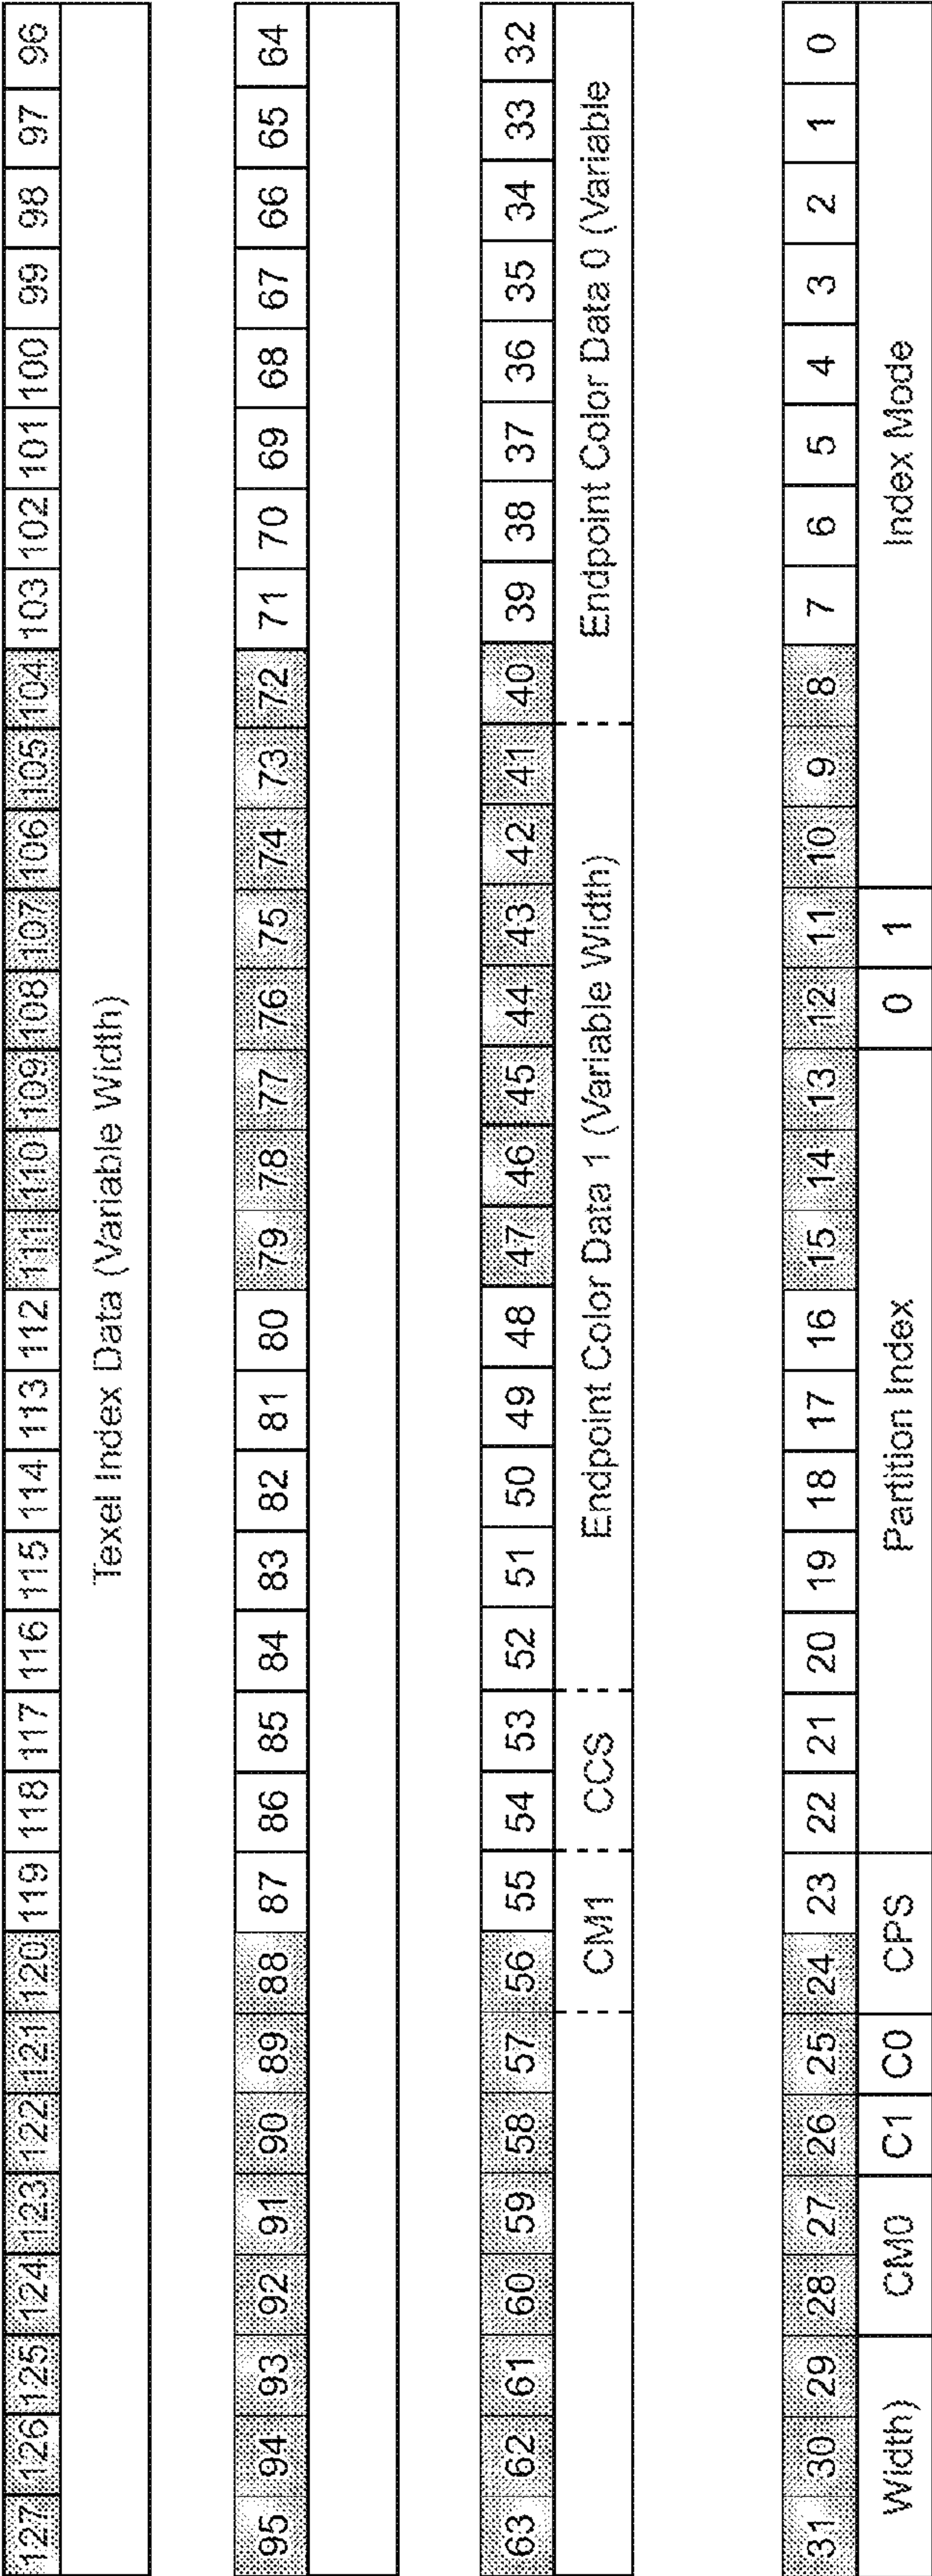 127 126 125 124 123 122 121 120 119 118 117 116 115 114 113 112 111 110 109 108 107 106 105 104 103 102 101 100 99 98 97 96
Texel Index Data (Variable Width)
95 94 93 92 91 90 89 88 87 86 85 84 83 82 81 80 79 78 77 76 75 74 73 72 71 70 69 68 67 66 65 64
63 62 61 60 59 58 57 56 55 54 53 52 51 50 49 48 47 46 45 44 43 42 41 40 39 38 37 36 35 34 33 32
CM1 CCS Endpoint Color Data 1 (Variable Width) Endpoint Color Data 0 (Variable
31 30 29 28 27 26 25 24 23 22 21 20 19 18 17 16 15 14 13 12 11 10 9 8 7 6 5 4 3 2 1 0
Width) CM0 C1 C0 CPS Partition Index 0 1 Index Mode